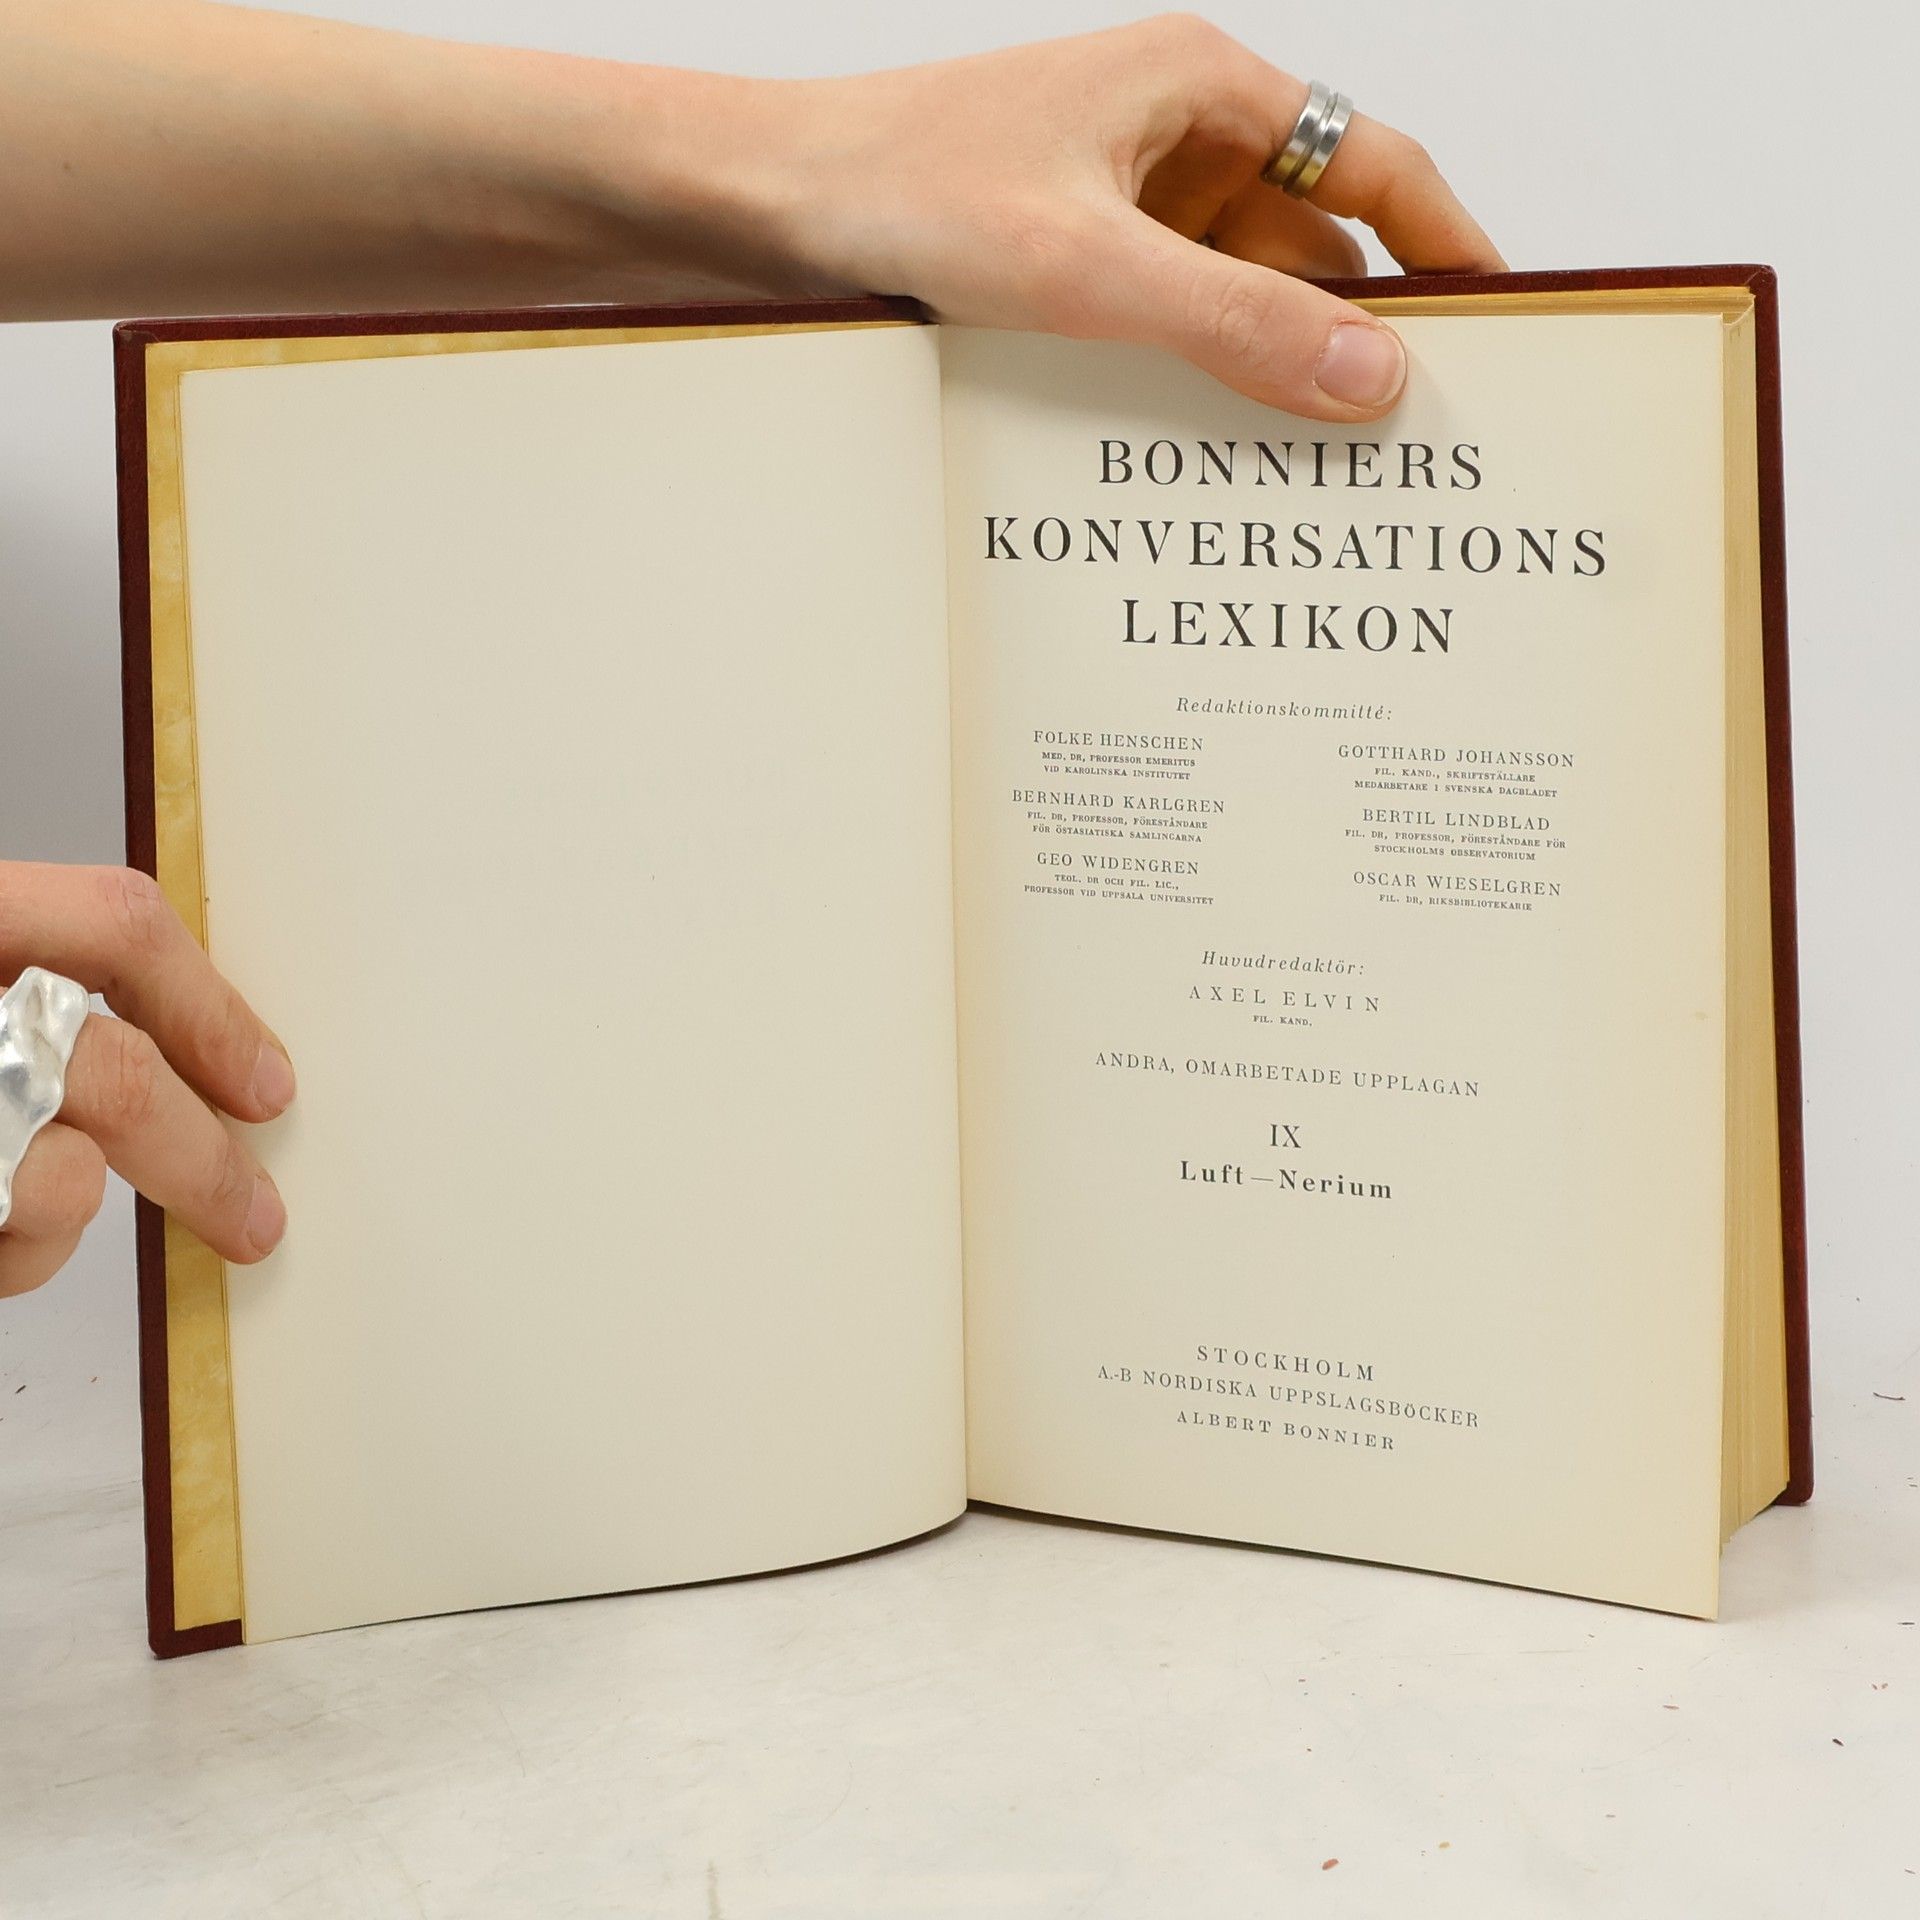 BONNIERS
KONVERSATIONS
LEXIKON
Redaktionskommitté:
FOLKE HENSCHEN
MED. DR, PROFESSOR EMERITUS
VID KAROLINSKA INSTITUTET
BERNHARD KARLGREN
FIL. DR, PROFESSOR, FÖRESTÅNDARE
FÖR ÖSTASIATISKA SAMLINGARNA
GEO WIDENGREN
TEOL. DR OCH FIL. LIC.,
PROFESSOR VID UPPSALA UNIVERSITET
GOTTHARD JOHANSSON
FIL. KAND., SKRIFTSTÄLLARE
MEDARBETARE I SVENSKA DAGBLADET
BERTIL LINDBLAD
FIL. DR, PROFESSOR, FÖRESTÅNDARE FÖR
STOCKHOLMS OBSERVATORIUM
OSCAR WIESELGREN
FIL. DR, RIKSBIBLIOTEKARIE
Huvudredaktör:
AXEL ELVIN
FIL. KAND.
ANDRA, OMARBETADE UPPLAGAN
IX
Luft—Nerium
STOCKHOLM
A.-B NORDISKA UPPSLAGSBÖCKER
ALBERT BONNIER